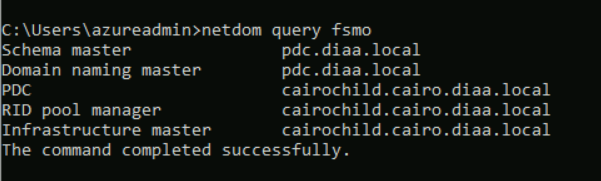 C:\Users\azureadmin>netdom query fsmo
Schema master pdc.diaa.local
Domain naming master pdc.diaa.local
PDC cairochild.cairo.diaa.local
RID pool manager cairochild.cairo.diaa.local
Infrastructure master cairochild.cairo.diaa.local
The command completed successfully.